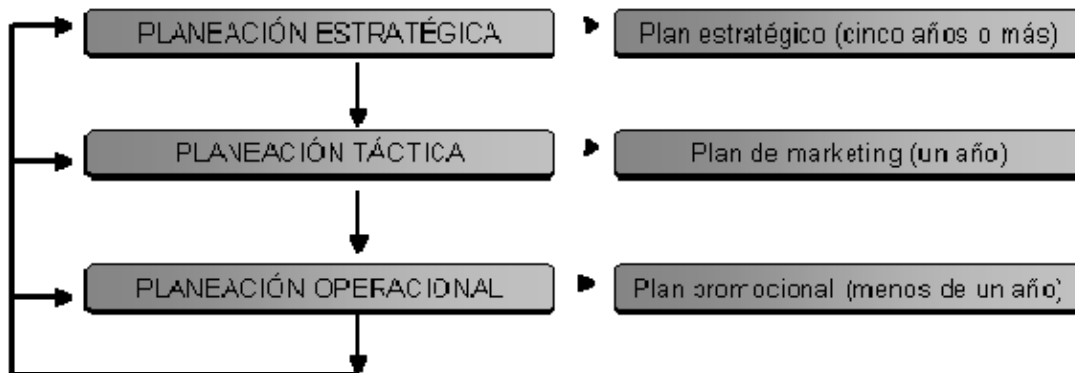 PLANEACIÓN ESTRATÉGICA
Plan estratégico (cinco años o más)
PLANEACIÓN TÁCTICA
Plan de marketing (un año)
PLANEACIÓN OPERACIONAL
Plan promocional (menos de un año)